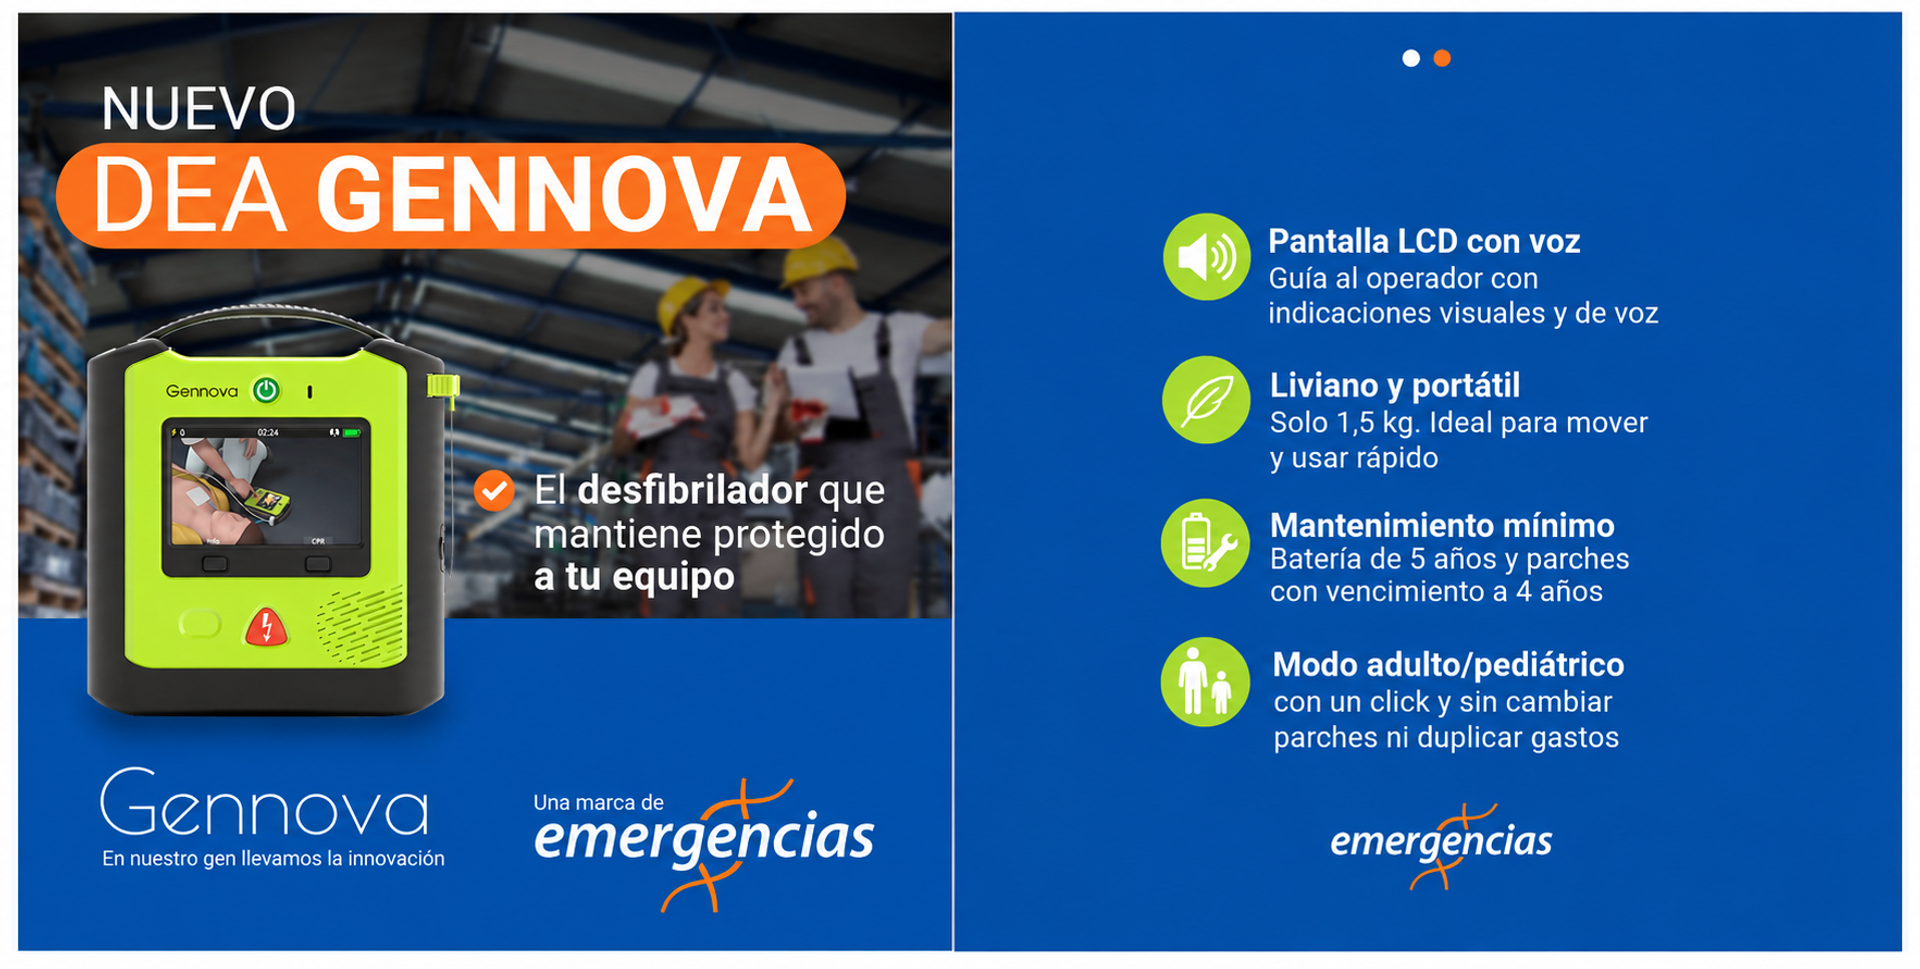 NUEVO
DEA GENNOVA
Gennova
0
02:24
CPR
El desfibrilador que
mantiene protegido
a tu equipo
Gennova
En nuestro gen llevamos la innovación
Una marca de
emergencias
Pantalla LCD con voz
Guía al operador con
indicaciones visuales y de voz
Liviano y portátil
Solo 1,5 kg. Ideal para mover
y usar rápido
Mantenimiento mínimo
Batería de 5 años y parches
con vencimiento a 4 años
Modo adulto/pediátrico
con un click y sin cambiar
parches ni duplicar gastos
emergencias